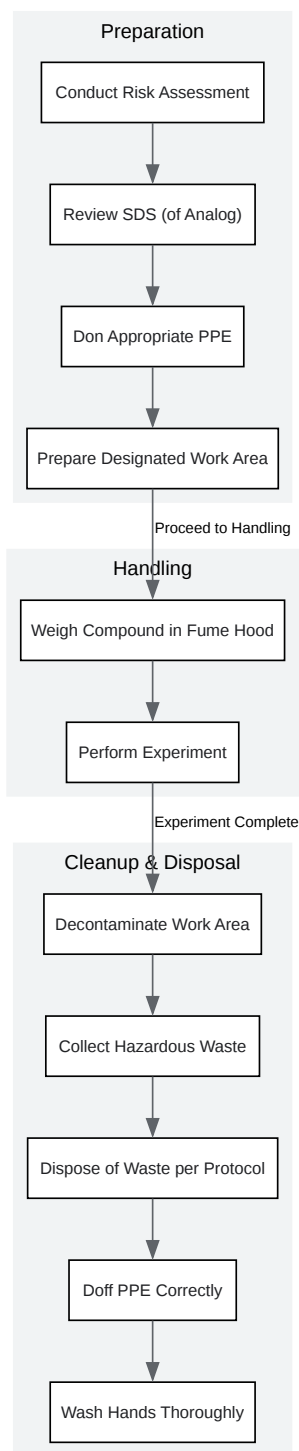 Preparation
Conduct Risk Assessment
Review SDS (of Analog)
Don Appropriate PPE
Prepare Designated Work Area
Proceed to Handling
Handling
Weigh Compound in Fume Hood
Perform Experiment
Experiment Complete
Cleanup & Disposal
Decontaminate Work Area
Collect Hazardous Waste
Dispose of Waste per Protocol
Doff PPE Correctly
Wash Hands Thoroughly